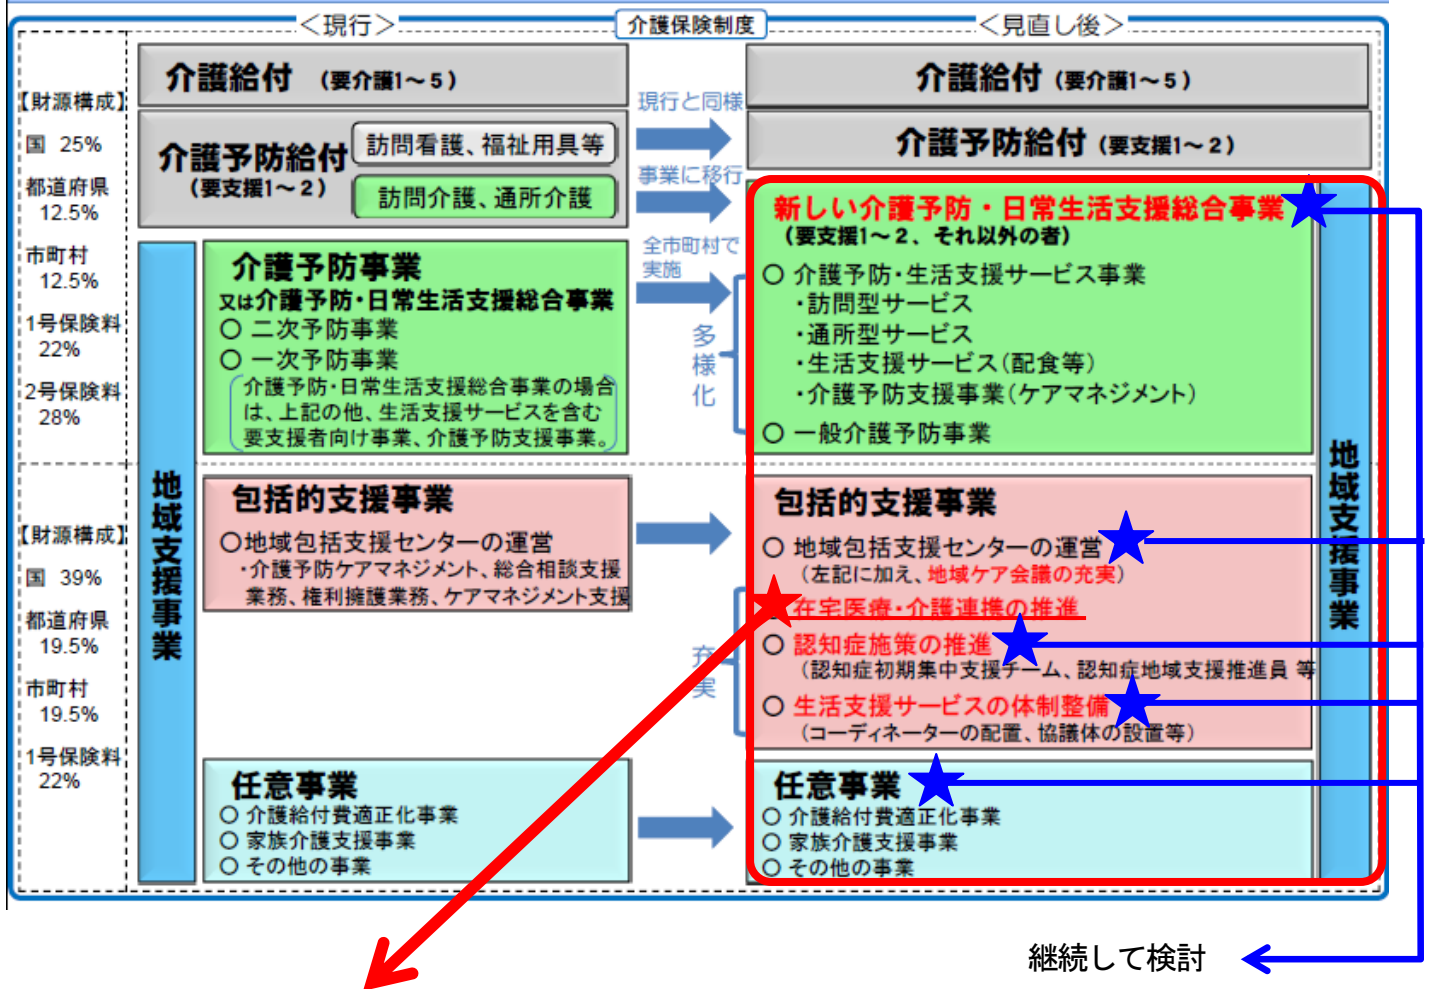 ＜現行＞
介護保険制度
＜見直し後＞
【財源構成】
国 25%
都道府県
12.5%
市町村
12.5%
1号保険料
22%
2号保険料
28%
【財源構成】
国 39%
都道府県
19.5%
市町村
19.5%
1号保険料
22%
介護給付 （要介護1～5）
介護予防給付
（要支援1～2）
訪問看護、福祉用具等
訪問介護、通所介護
地域支援事業
介護予防事業
又は介護予防・日常生活支援総合事業
○ 二次予防事業
○ 一次予防事業
介護予防・日常生活支援総合事業の場合
は、上記の他、生活支援サービスを含む
要支援者向け事業、介護予防支援事業。
包括的支援事業
○地域包括支援センターの運営
・介護予防ケアマネジメント、総合相談支援
業務、権利擁護業務、ケアマネジメント支援
任意事業
○ 介護給付費適正化事業
○ 家族介護支援事業
○ その他の事業
現行と同様
事業に移行
全市町村で
実施
多様化
充実
介護給付（要介護1～5）
介護予防給付（要支援1～2）
新しい介護予防・日常生活支援総合事業
（要支援1～2、それ以外の者）
○ 介護予防・生活支援サービス事業
・訪問型サービス
・通所型サービス
・生活支援サービス（配食等）
・介護予防支援事業（ケアマネジメント）
○ 一般介護予防事業
包括的支援事業
○ 地域包括支援センターの運営
（左記に加え、地域ケア会議の充実）
○ 在宅医療・介護連携の推進
○ 認知症施策の推進
（認知症初期集中支援チーム、認知症地域支援推進員 等
○ 生活支援サービスの体制整備
（コーディネーターの配置、協議体の設置等）
任意事業
○ 介護給付費適正化事業
○ 家族介護支援事業
○ その他の事業
地域支援事業
継続して検討